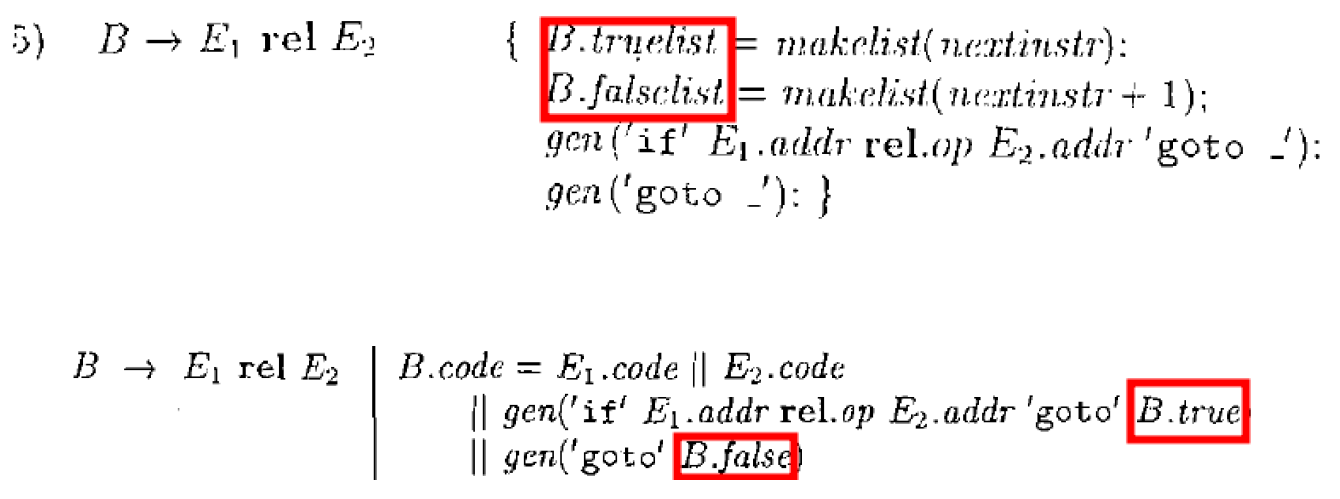 5) B → E₁ rel E₂ { B.truelist = makelist(nextinstr);
B.falselist = makelist(nextinstr + 1);
gen('if' E₁.addr rel.op E₂.addr 'goto _');
gen('goto _'); }
B → E₁ rel E₂ | B.code = E₁.code || E₂.code
|| gen('if' E₁.addr rel.op E₂.addr 'goto' B.true)
|| gen('goto' B.false)